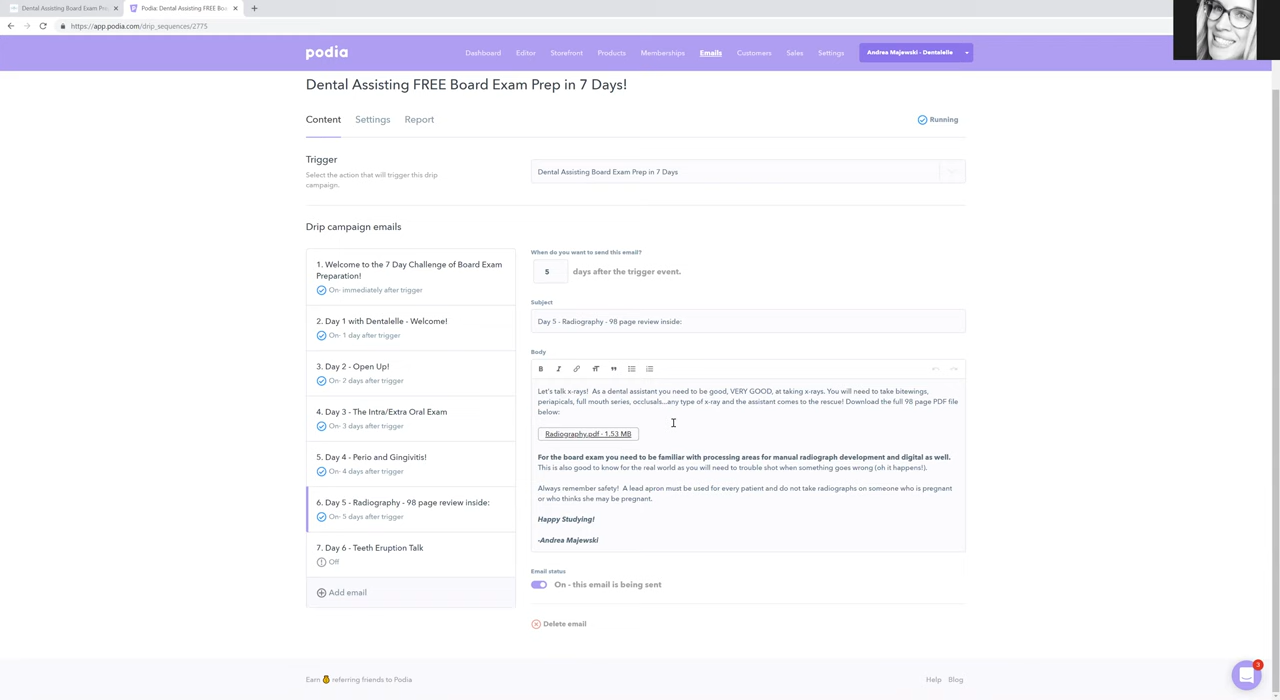 Dental Assisting Board Exam Pre
Podia: Dental Assisting FREE Boa
https://app.podia.com/drip_sequences/2775
podia
Dashboard Editor Storefront Products Memberships Emails Customers Sales Settings Andrea Majewski - Dentalelle
Dental Assisting FREE Board Exam Prep in 7 Days!
Content Settings Report
Running
Trigger
Select the action that will trigger this drip
campaign.
Dental Assisting Board Exam Prep in 7 Days
Drip campaign emails
1. Welcome to the 7 Day Challenge of Board Exam
Preparation!
On- immediately after trigger
2. Day 1 with Dentalelle - Welcome!
On- 1 day after trigger
3. Day 2 - Open Up!
On- 2 days after trigger
4. Day 3 - The Intra/Extra Oral Exam
On- 3 days after trigger
5. Day 4 - Perio and Gingivitis!
On- 4 days after trigger
6. Day 5 - Radiography - 98 page review inside:
On- 5 days after trigger
7. Day 6 - Teeth Eruption Talk
Off
Add email
When do you want to send this email?
5 days after the trigger event.
Subject
Day 5 - Radiography - 98 page review inside:
Body
B I
Let's talk x-rays! As a dental assistant you need to be good, VERY GOOD, at taking x-rays. You will need to take bitewings,
periapicals, full mouth series, occlusals...any type of x-ray and the assistant comes to the rescue! Download the full 98 page PDF file
below:
Radiography.pdf · 1.53 MB
For the board exam you need to be familiar with processing areas for manual radiograph development and digital as well.
This is also good to know for the real world as you will need to trouble shot when something goes wrong (oh it happens!).
Always remember safety! A lead apron must be used for every patient and do not take radiographs on someone who is pregnant
or who thinks she may be pregnant.
Happy Studying!
-Andrea Majewski
Email status
On - this email is being sent
Delete email
Earn referring friends to Podia
Help Blog
3